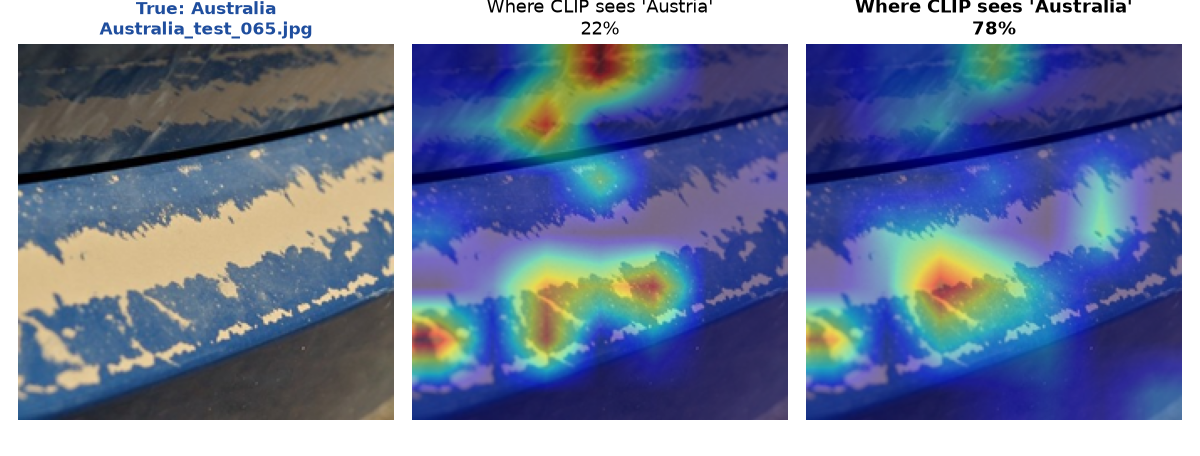 True: Australia
Australia_test_065.jpg
Where CLIP sees 'Austria'
22%
Where CLIP sees 'Australia'
78%